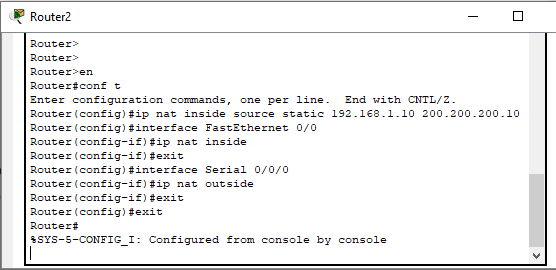 Router2
Router>
Router>
Router>en
Router#conf t
Enter configuration commands, one per line.  End with CNTL/Z.
Router(config)#ip nat inside source static 192.168.1.10 200.200.200.10
Router(config)#interface FastEthernet 0/0
Router(config-if)#ip nat inside
Router(config-if)#exit
Router(config)#interface Serial 0/0/0
Router(config-if)#ip nat outside
Router(config-if)#exit
Router(config)#exit
Router#
%SYS-5-CONFIG_I: Configured from console by console